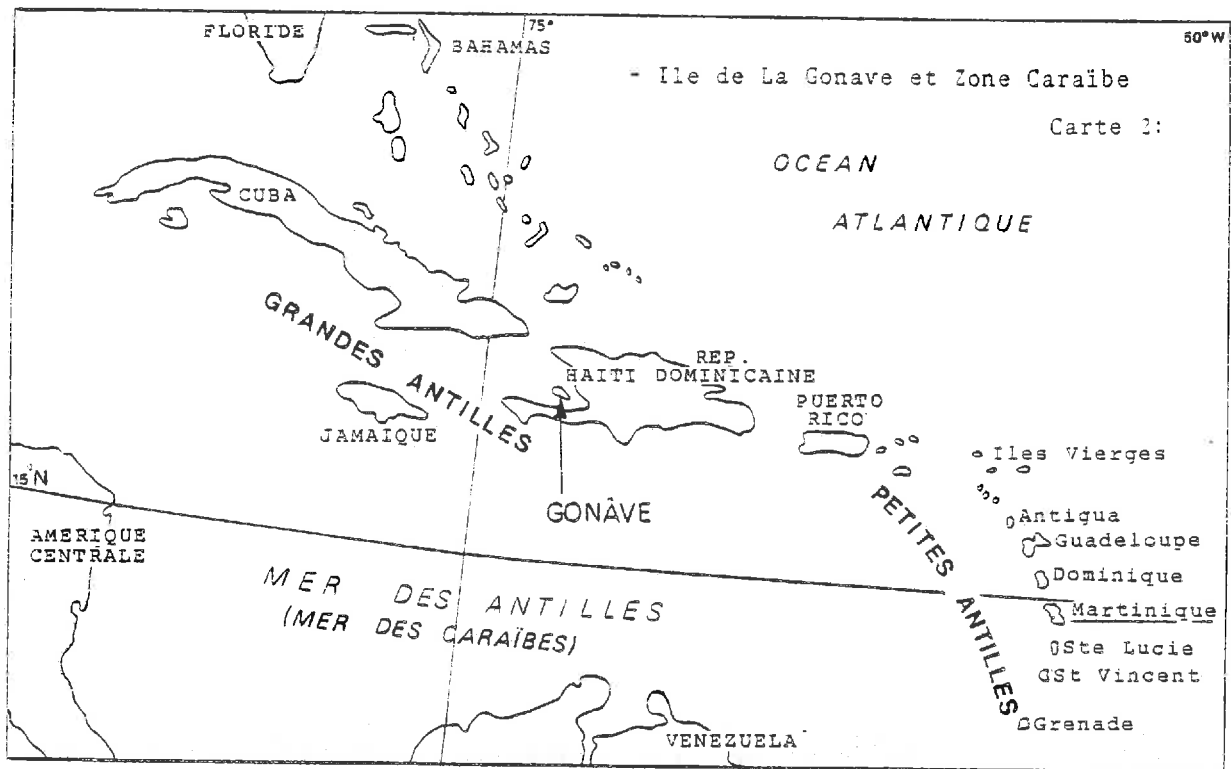 FLORIDE
75°
60°W
BAHAMAS
- Ile de La Gonave et Zone Caraïbe
Carte 2:
OCEAN
ATLANTIQUE
CUBA
GRANDES ANTILLES
REP.
HAITI DOMINICAINE
PUERTO
RICO
JAMAIQUE
Iles Vierges
15°N
GONÂVE
PETITES ANTILLES
Antigua
Guadeloupe
AMERIQUE
CENTRALE
Dominique
MER DES ANTILLES
(MER DES CARAÏBES)
Martinique
Ste Lucie
St Vincent
Grenade
VENEZUELA